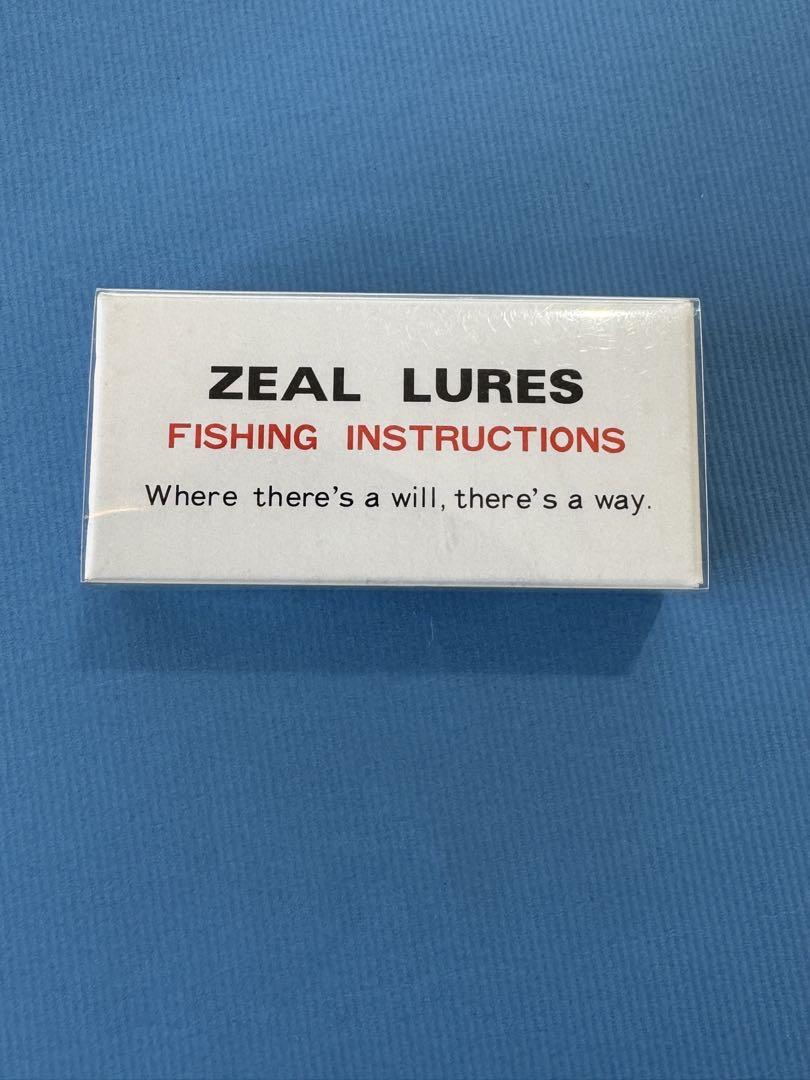 ZEAL LURES
FISHING INSTRUCTIONS
Where there's a will, there's a way.